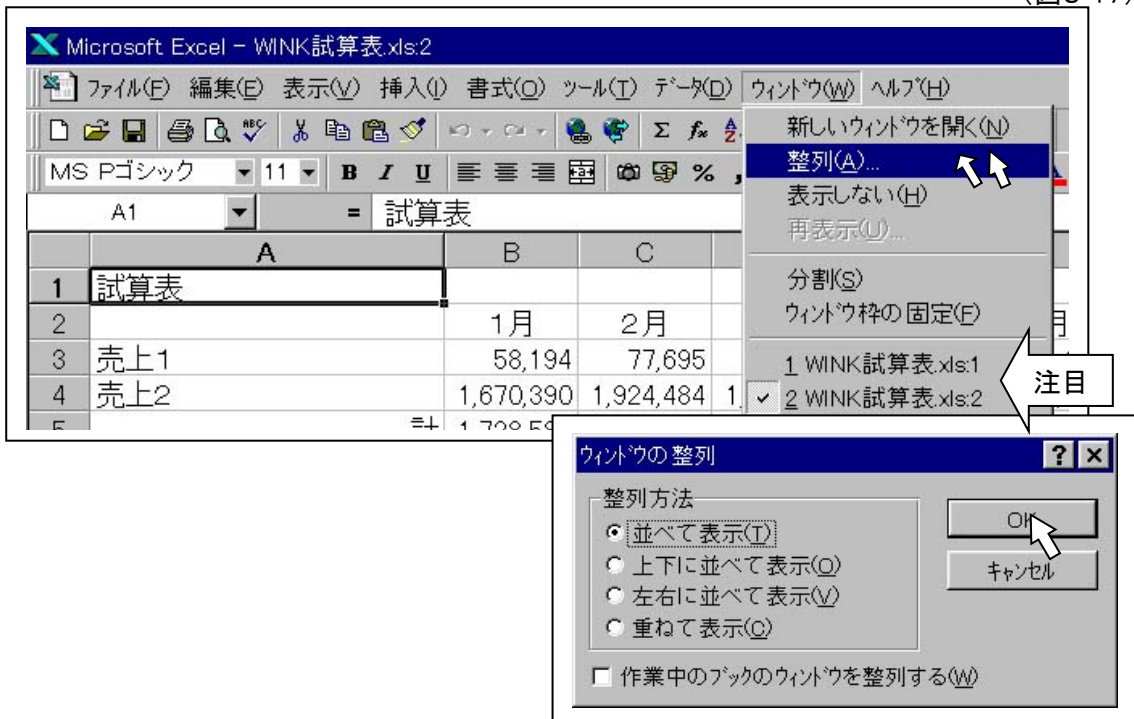 Microsoft Excel - WINK試算表.xls:2
ファイル(F) 編集(E) 表示(V) 挿入(I) 書式(O) ツール(T) データ(D) ウィンドウ(W) ヘルプ(H)
新しいウィンドウを開く(N)
整列(A)...
表示しない(H)
再表示(U)...
分割(S)
ウィンドウ枠の固定(F)
1 WINK試算表.xls:1
2 WINK試算表.xls:2
注目
MS Pゴシック 11 B I U %
A1 = 試算表
A B C
1 試算表
2 1月 2月 月
3 売上1 58,194 77,695
4 売上2 1,670,390 1,924,484 1,
計
ウィンドウの整列
整列方法
並べて表示(T)
上下に並べて表示(O)
左右に並べて表示(V)
重ねて表示(C)
OK
キャンセル
作業中のブックのウィンドウを整列する(W)